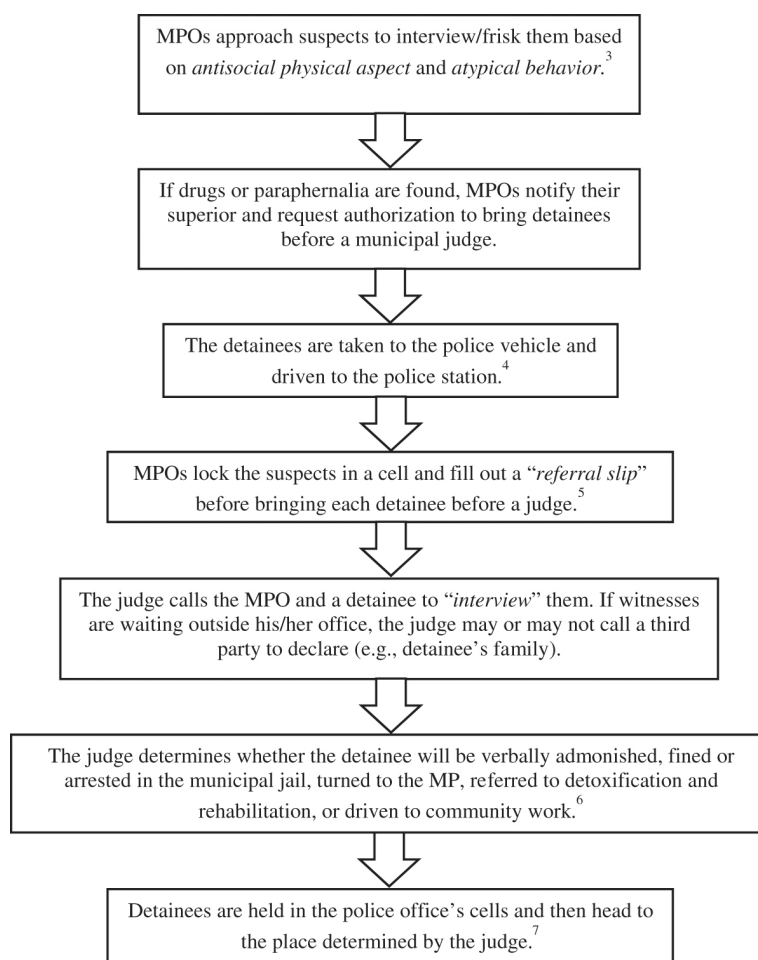 MPOs approach suspects to interview/frisk them based
on antisocial physical aspect and atypical behavior.3
If drugs or paraphernalia are found, MPOs notify their
superior and request authorization to bring detainees
before a municipal judge.
The detainees are taken to the police vehicle and
driven to the police station.4
MPOs lock the suspects in a cell and fill out a “referral slip”
before bringing each detainee before a judge.5
The judge calls the MPO and a detainee to “interview” them. If witnesses
are waiting outside his/her office, the judge may or may not call a third
party to declare (e.g., detainee’s family).
The judge determines whether the detainee will be verbally admonished, fined or
arrested in the municipal jail, turned to the MP, referred to detoxification and
rehabilitation, or driven to community work.6
Detainees are held in the police office’s cells and then head to
the place determined by the judge.7